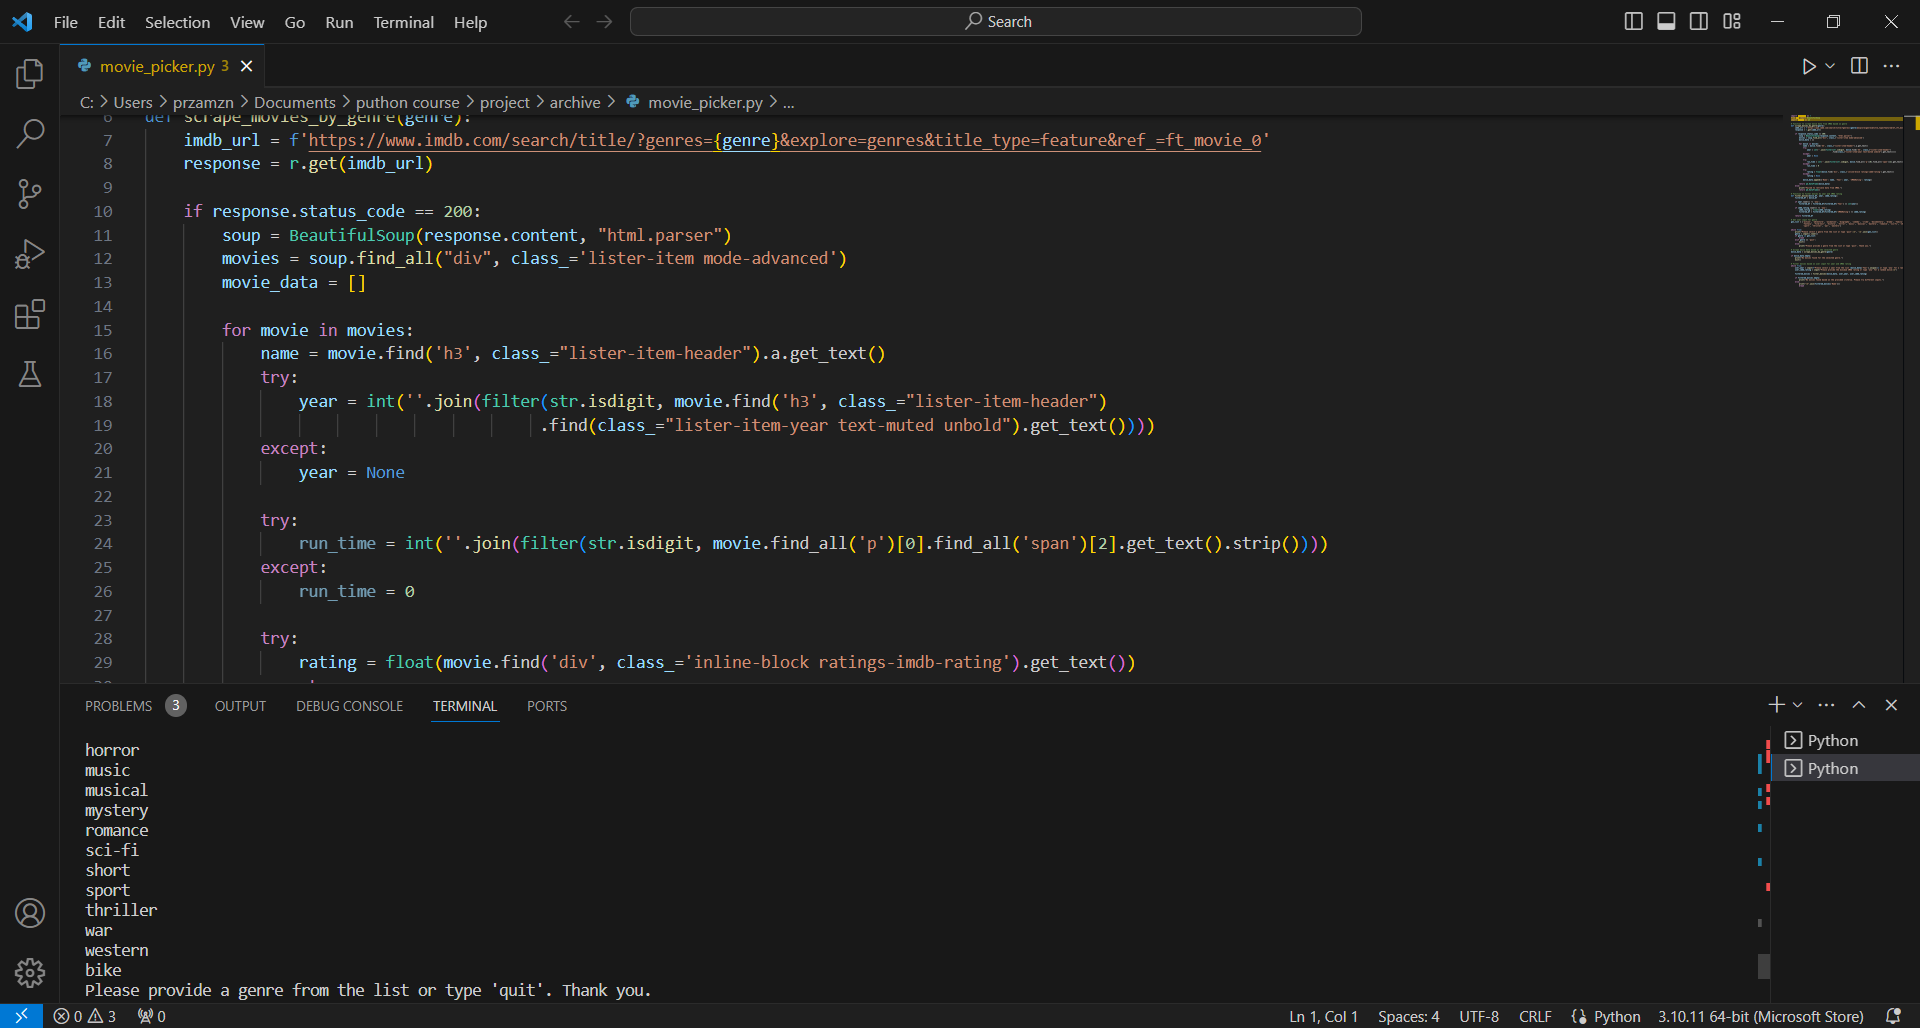 File Edit Selection View Go Run Terminal Help Search
movie_picker.py 3
C: > Users > przamzn > Documents > python course > project > archive > movie_picker.py > ...
6 def scrape_movies_by_genre(genre):
7 imdb_url = f'https://www.imdb.com/search/title/?genres={genre}&explore=genres&title_type=feature&ref_=ft_movie_0'
8 response = r.get(imdb_url)
9
10 if response.status_code == 200:
11 soup = BeautifulSoup(response.content, "html.parser")
12 movies = soup.find_all("div", class_='lister-item mode-advanced')
13 movie_data = []
14
15 for movie in movies:
16 name = movie.find('h3', class_="lister-item-header").a.get_text()
17 try:
18 year = int(''.join(filter(str.isdigit, movie.find('h3', class_="lister-item-header")
19 .find(class_="lister-item-year text-muted unbold").get_text())))
20 except:
21 year = None
22
23 try:
24 run_time = int(''.join(filter(str.isdigit, movie.find_all('p')[0].find_all('span')[2].get_text().strip())))
25 except:
26 run_time = 0
27
28 try:
29 rating = float(movie.find('div', class_='inline-block ratings-imdb-rating').get_text())
PROBLEMS 3 OUTPUT DEBUG CONSOLE TERMINAL PORTS
horror
music
musical
mystery
romance
sci-fi
short
sport
thriller
war
western
bike
Please provide a genre from the list or type 'quit'. Thank you.
Python
Python
0 3 0 Ln 1, Col 1 Spaces: 4 UTF-8 CRLF Python 3.10.11 64-bit (Microsoft Store)